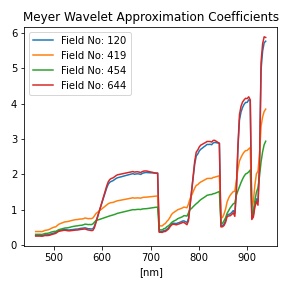 Meyer Wavelet Approximation Coefficients
Field No: 120
Field No: 419
Field No: 454
Field No: 644
6
5
4
3
2
1
0
500 600 700 800 900
[nm]